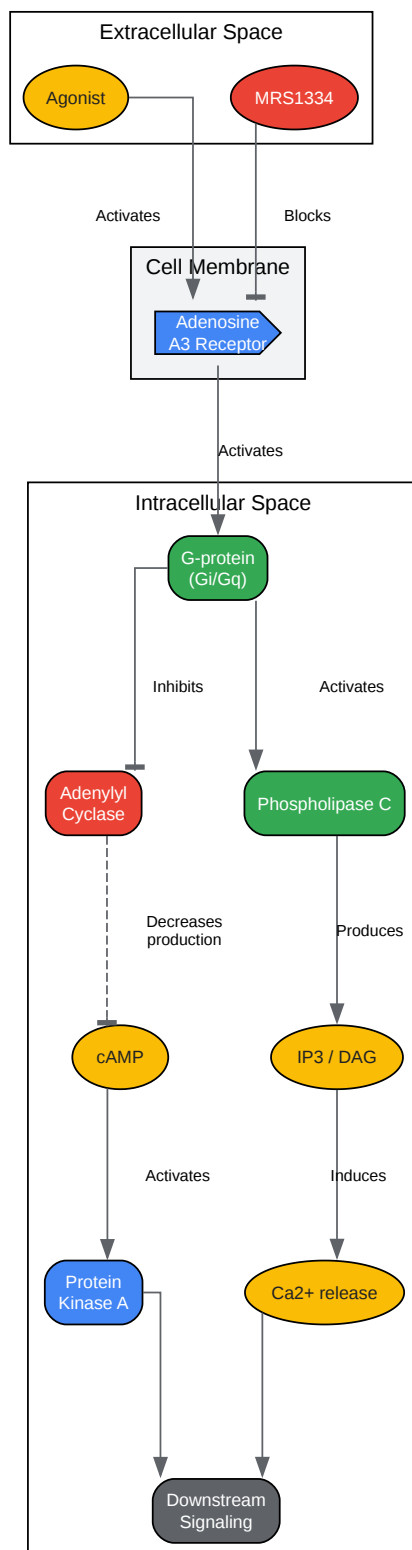 Extracellular Space
Agonist
MRS1334
Activates
Blocks
Cell Membrane
Adenosine
A3 Receptor
Activates
Intracellular Space
G-protein
(Gi/Gq)
Inhibits
Activates
Adenylyl
Cyclase
Phospholipase C
Decreases
production
Produces
cAMP
IP3 / DAG
Activates
Induces
Protein
Kinase A
Ca2+ release
Downstream
Signaling